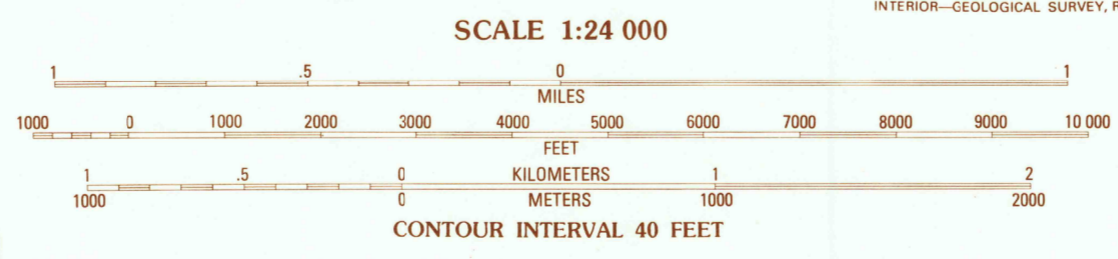 INTERIOR—GEOLOGICAL SURVEY, R
SCALE 1:24 000
1 .5 0 1
MILES
1000 0 1000 2000 3000 4000 5000 6000 7000 8000 9000 10 000
FEET
1 .5 0 KILOMETERS 1 2
1000 0 METERS 1000 2000
CONTOUR INTERVAL 40 FEET